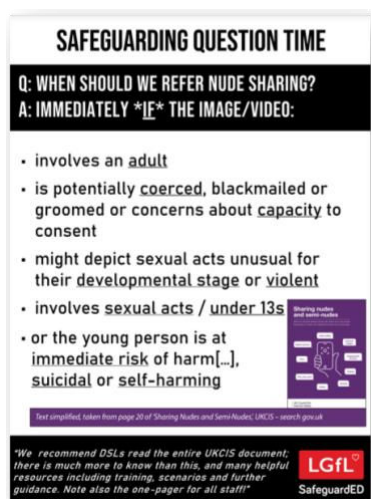 SAFEGUARDING QUESTION TIME
Q: WHEN SHOULD WE REFER NUDE SHARING?
A: IMMEDIATELY *IF* THE IMAGE/VIDEO:
• involves an adult
• is potentially coerced, blackmailed or
groomed or concerns about capacity to
consent
• might depict sexual acts unusual for
their developmental stage or violent
• involves sexual acts / under 13s
• or the young person is at
immediate risk of harm[…],
suicidal or self-harming
Sharing nudes
and semi-nudes
Text simplified, taken from page 20 of 'Sharing Nudes and Semi-Nudes', UKCIS – search gov.uk
"We recommend DSLs read the entire UKCIS document;
there is much more to know than this, and many helpful
resources including training, scenarios and further
guidance. Note also the one-pager for all staff!"
LGfL
SafeguardED